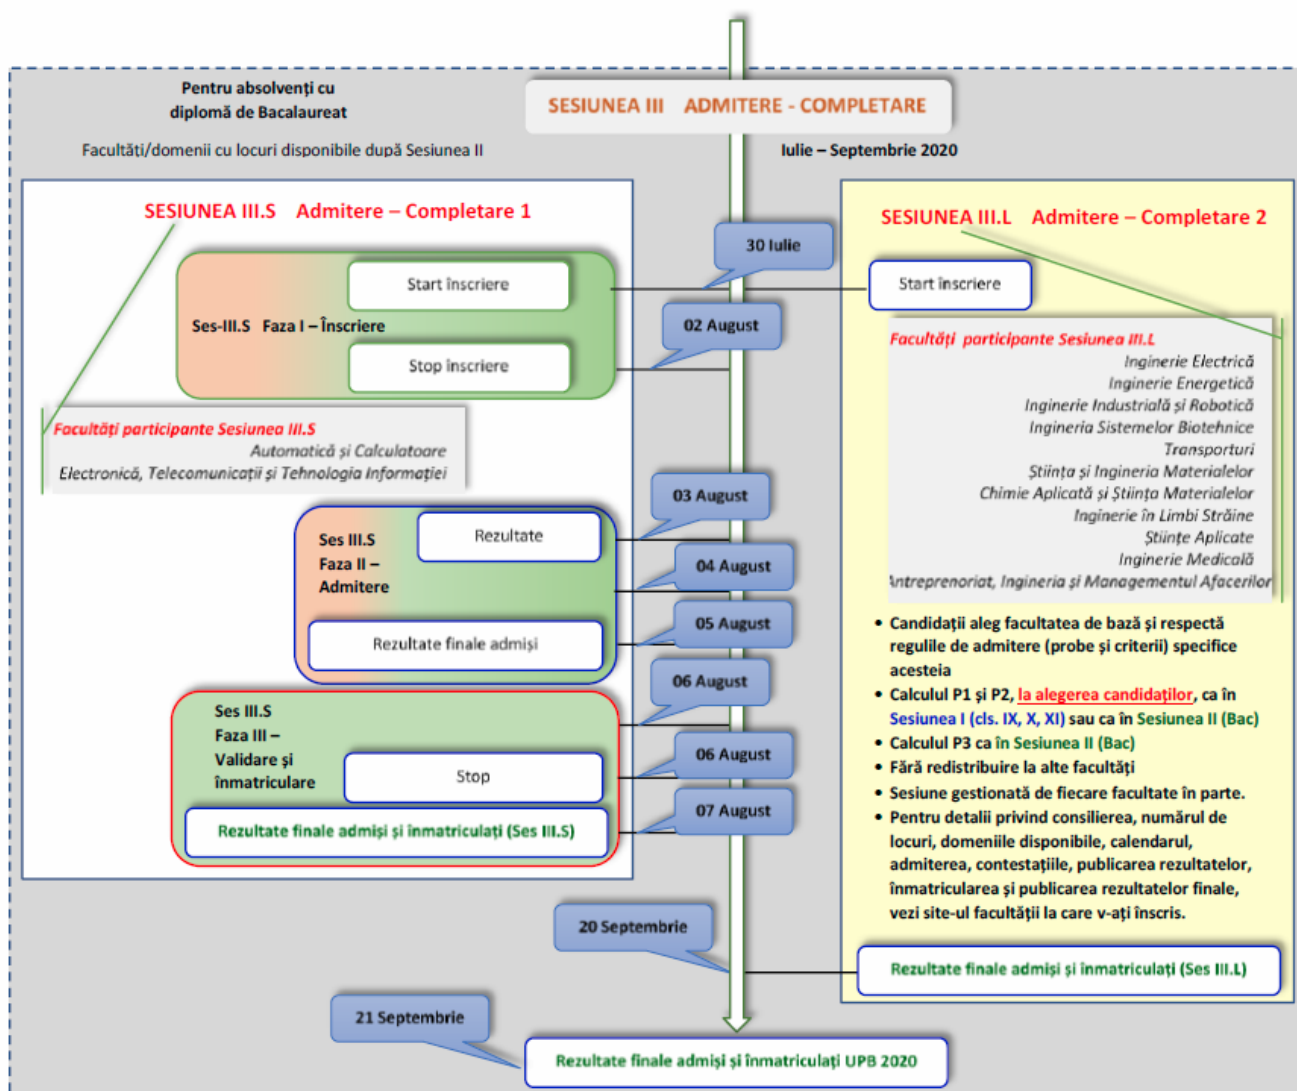 Pentru absolvenți cu
diplomă de Bacalaureat
SESIUNEA III ADMITERE - COMPLETARE
Facultăți/domenii cu locuri disponibile după Sesiunea II
Iulie – Septembrie 2020
SESIUNEA III.S Admitere – Completare 1
30 Iulie
Start înscriere
Ses-III.S Faza I – Înscriere
02 August
Stop înscriere
Facultăți participante Sesiunea III.S
Automatică și Calculatoare
Electronică, Telecomunicații și Tehnologia Informației
03 August
Ses III.S
Faza II –
Admitere
Rezultate
04 August
05 August
Rezultate finale admiși
06 August
Ses III.S
Faza III –
Validare și
înmatriculare
06 August
Stop
07 August
Rezultate finale admiși și înmatriculați (Ses III.S)
SESIUNEA III.L Admitere – Completare 2
Start înscriere
Facultăți participante Sesiunea III.L
Inginerie Electrică
Inginerie Energetică
Inginerie Industrială și Robotică
Ingineria Sistemelor Biotehnice
Transporturi
Știința și Ingineria Materialelor
Chimie Aplicată și Știința Materialelor
Inginerie în Limbi Străine
Științe Aplicate
Inginerie Medicală
Antreprenoriat, Ingineria și Managementul Afacerilor
• Candidații aleg facultatea de bază și respectă
regulile de admitere (probe și criterii) specifice
acesteia
• Calculul P1 și P2, la alegerea candidaților, ca în
Sesiunea I (cls. IX, X, XI) sau ca în Sesiunea II (Bac)
• Calculul P3 ca în Sesiunea II (Bac)
• Fără redistribuire la alte facultăți
• Sesiune gestionată de fiecare facultate în parte.
• Pentru detalii privind consilierea, numărul de
locuri, domeniile disponibile, calendarul,
admiterea, contestațiile, publicarea rezultatelor,
înmatricularea și publicarea rezultatelor finale,
vezi site-ul facultății la care v-ați înscris.
20 Septembrie
Rezultate finale admiși și înmatriculați (Ses III.L)
21 Septembrie
Rezultate finale admiși și înmatriculați UPB 2020